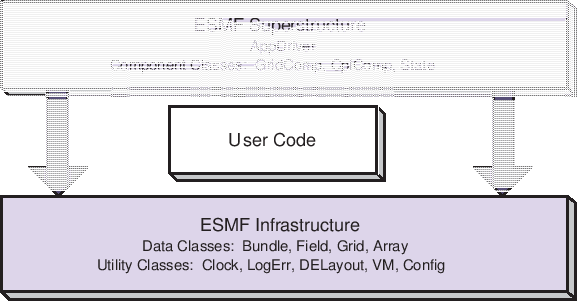 ESMF Superstructure
AppDriver
Component Classes: GridComp, CplComp, State
User Code
ESMF Infrastructure
Data Classes: Bundle, Field, Grid, Array
Utility Classes: Clock, LogErr, DELayout, VM, Config